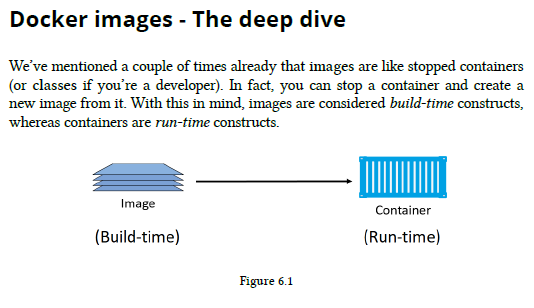 Docker images - The deep dive
We've mentioned a couple of times already that images are like stopped containers
(or classes if you're a developer). In fact, you can stop a container and create a
new image from it. With this in mind, images are considered build-time constructs,
whereas containers are run-time constructs.
Image
Container
(Build-time)
(Run-time)
Figure 6.1